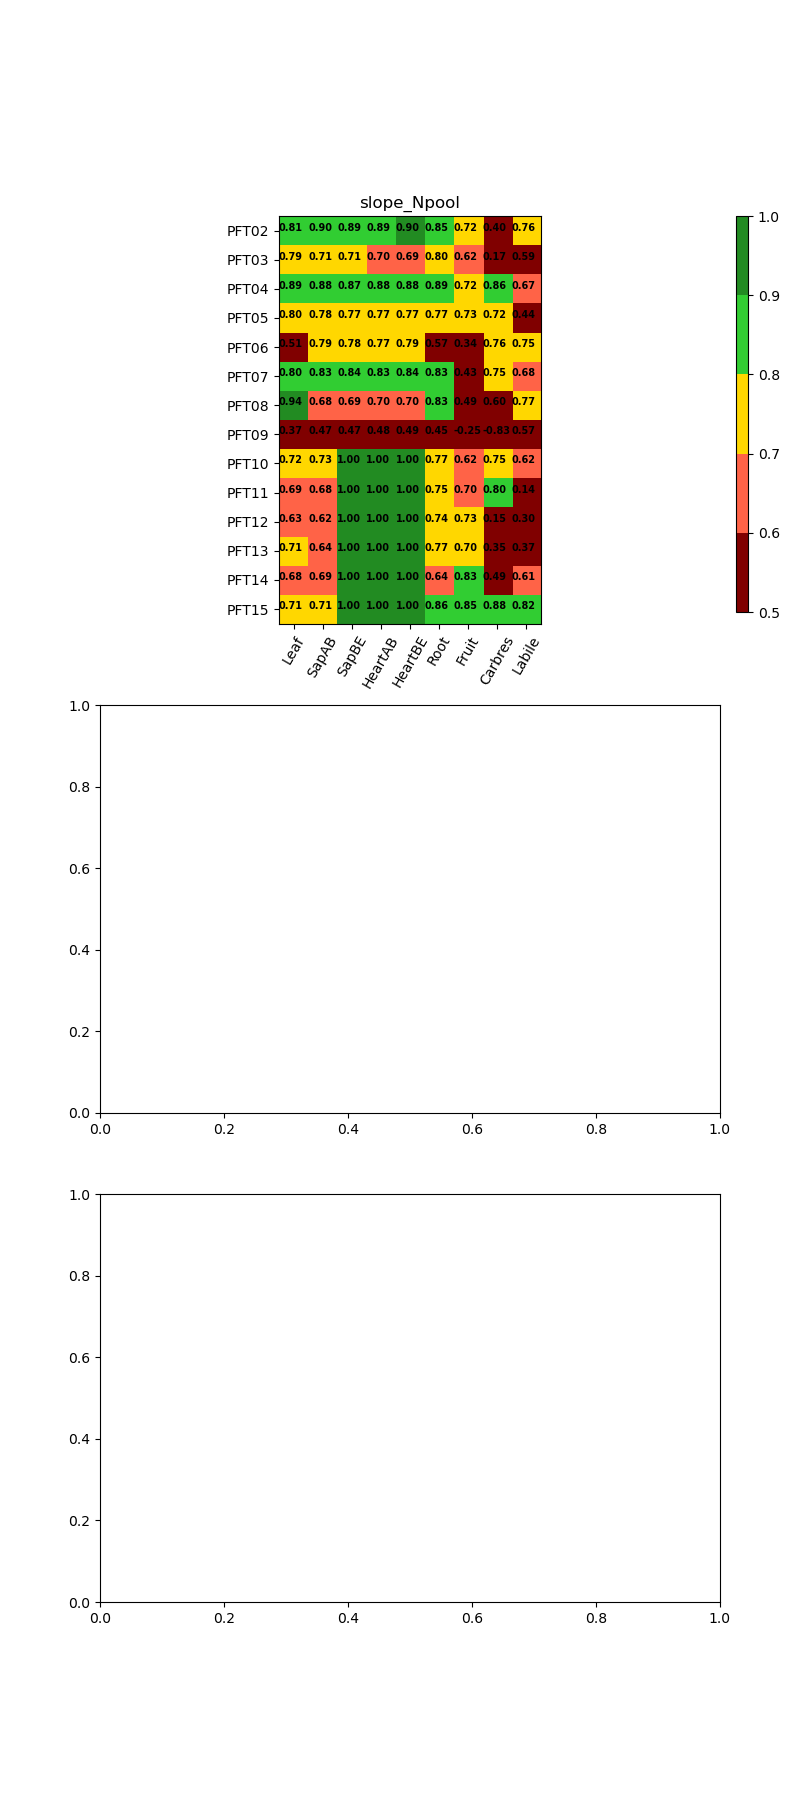 slope_Npool
PFT02 0.81 0.90 0.89 0.89 0.90 0.85 0.72 0.40 0.76
PFT03 0.79 0.71 0.71 0.70 0.69 0.80 0.62 0.17 0.59
PFT04 0.89 0.88 0.87 0.88 0.88 0.89 0.72 0.86 0.67
PFT05 0.80 0.78 0.77 0.77 0.77 0.77 0.73 0.72 0.44
PFT06 0.51 0.79 0.78 0.77 0.79 0.57 0.34 0.76 0.75
PFT07 0.80 0.83 0.84 0.83 0.84 0.83 0.43 0.75 0.68
PFT08 0.94 0.68 0.69 0.70 0.70 0.83 0.49 0.60 0.77
PFT09 0.37 0.47 0.47 0.48 0.49 0.45 -0.25 -0.83 0.57
PFT10 0.72 0.73 1.00 1.00 1.00 0.77 0.62 0.75 0.62
PFT11 0.69 0.68 1.00 1.00 1.00 0.75 0.70 0.80 0.14
PFT12 0.63 0.62 1.00 1.00 1.00 0.74 0.73 0.15 0.30
PFT13 0.71 0.64 1.00 1.00 1.00 0.77 0.70 0.35 0.37
PFT14 0.68 0.69 1.00 1.00 1.00 0.64 0.83 0.49 0.61
PFT15 0.71 0.71 1.00 1.00 1.00 0.86 0.85 0.88 0.82
Leaf SapAB SapBE HeartAB HeartBE Root Fruit Carbres Labile
1.0
0.9
0.8
0.7
0.6
0.5
1.0
0.8
0.6
0.4
0.2
0.0
0.0 0.2 0.4 0.6 0.8 1.0
1.0
0.8
0.6
0.4
0.2
0.0
0.0 0.2 0.4 0.6 0.8 1.0